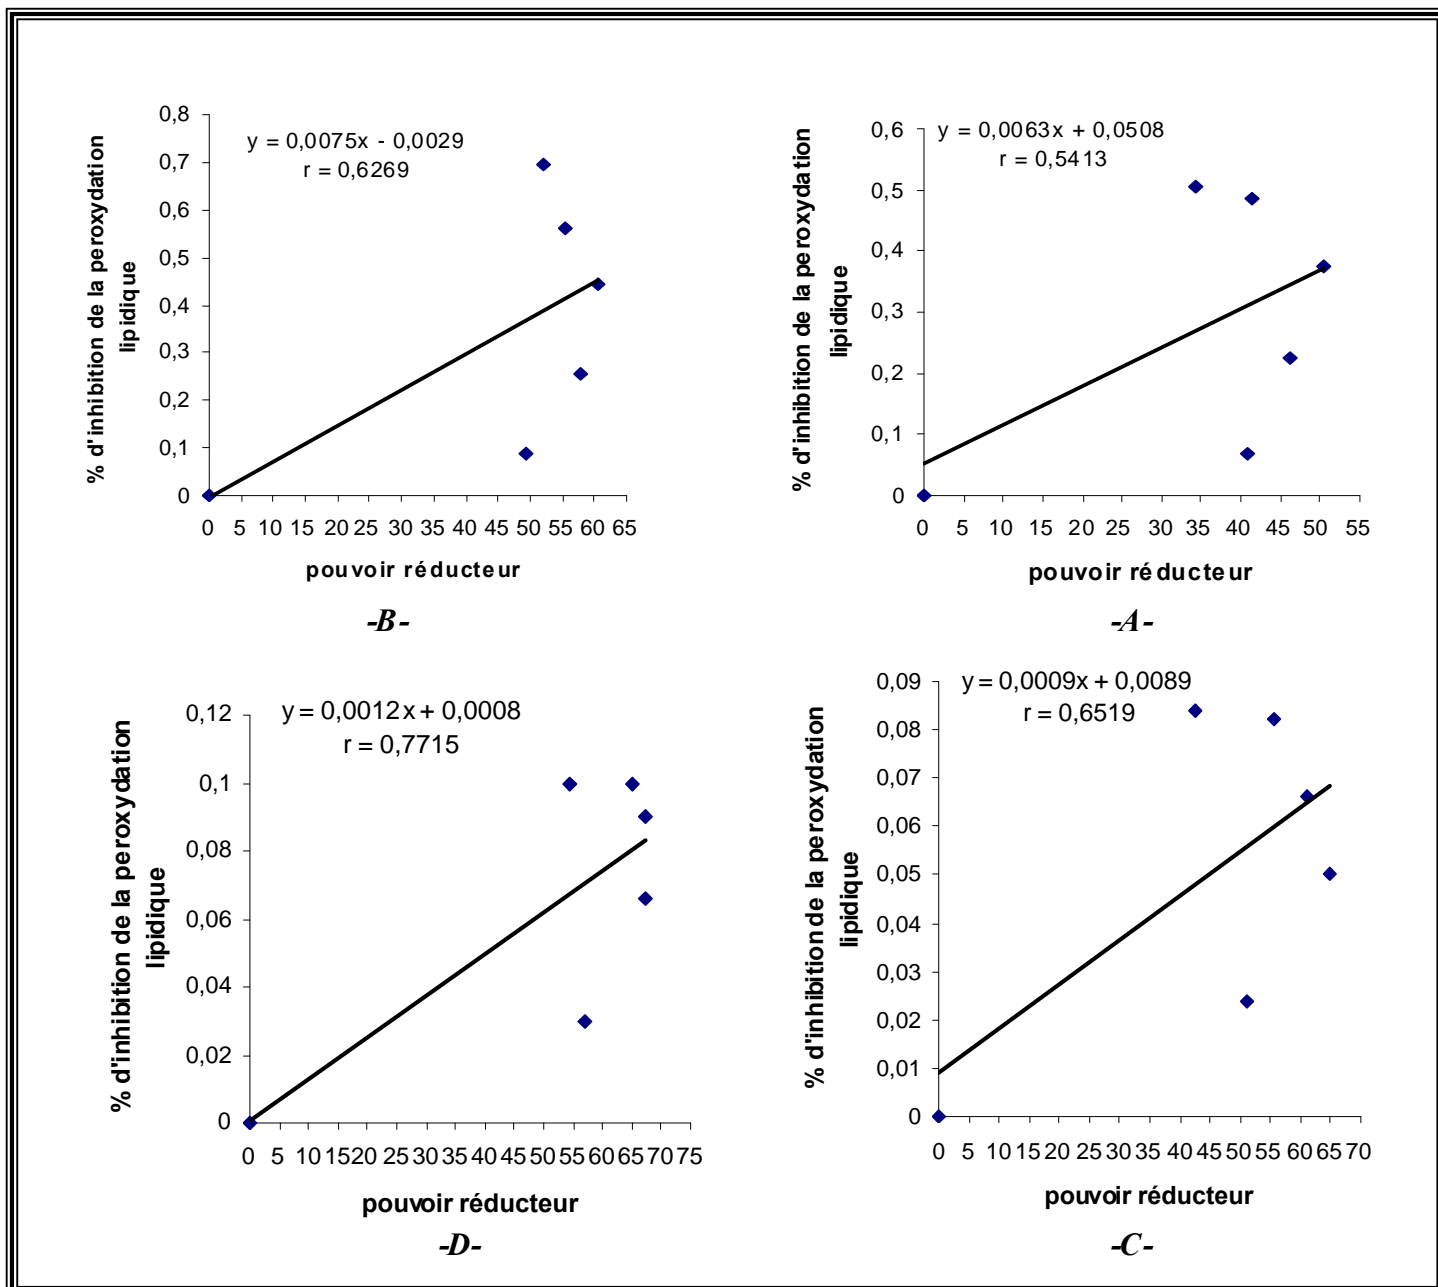 % d'inhibition de la peroxydation
lipidique
0,8
0,7
0,6
0,5
0,4
0,3
0,2
0,1
0
y = 0,0075x - 0,0029
r = 0,6269
0 5 10 15 20 25 30 35 40 45 50 55 60 65
pouvoir réducteur
-B-
% d'inhibition de la peroxydation
lipidique
0,6
0,5
0,4
0,3
0,2
0,1
0
y = 0,0063x + 0,0508
r = 0,5413
0 5 10 15 20 25 30 35 40 45 50 55
pouvoir réducteur
-A-
% d'inhibition de la peroxydation
lipidique
0,12
0,1
0,08
0,06
0,04
0,02
0
y = 0,0012x + 0,0008
r = 0,7715
0 5 10 15 20 25 30 35 40 45 50 55 60 65 70 75
pouvoir réducteur
-D-
% d'inhibition de la peroxydation
lipidique
0,09
0,08
0,07
0,06
0,05
0,04
0,03
0,02
0,01
0
y = 0,0009x + 0,0089
r = 0,6519
0 5 10 15 20 25 30 35 40 45 50 55 60 65 70
pouvoir réducteur
-C-